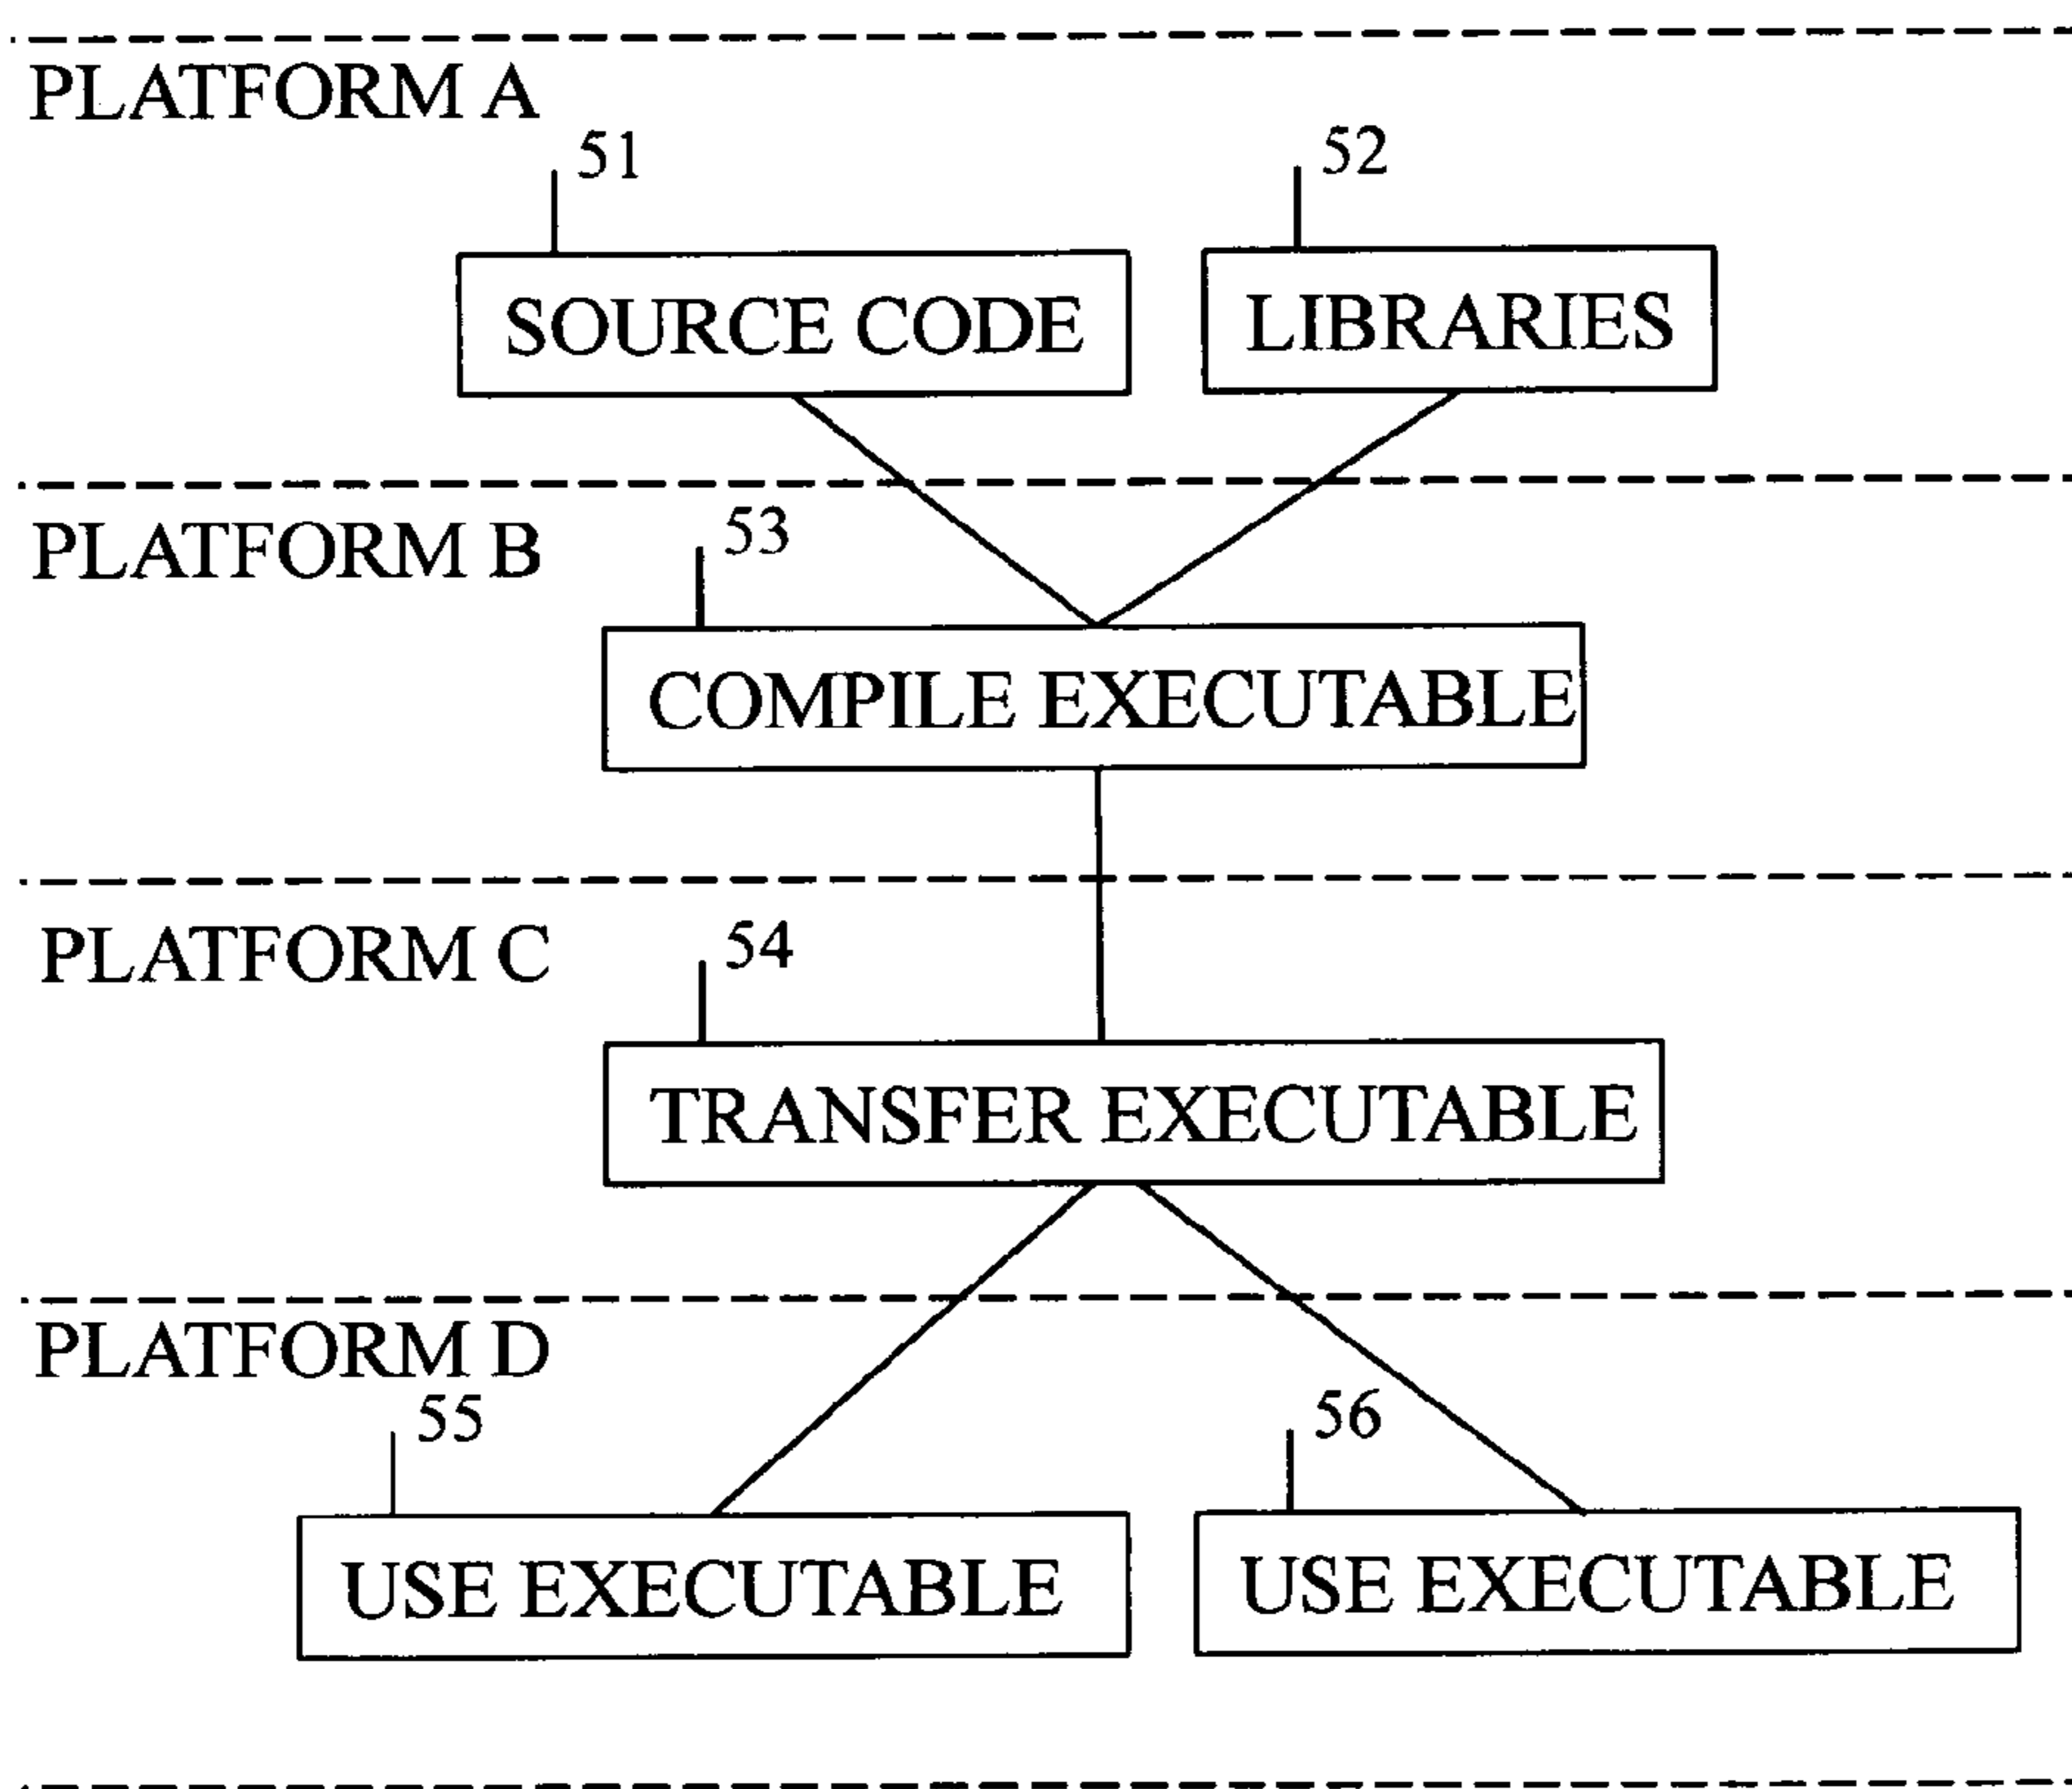 PLATFORM A
51
52
SOURCE CODE
LIBRARIES
PLATFORM B
53
COMPILE EXECUTABLE
PLATFORM C
54
TRANSFER EXECUTABLE
PLATFORM D
55
56
USE EXECUTABLE
USE EXECUTABLE